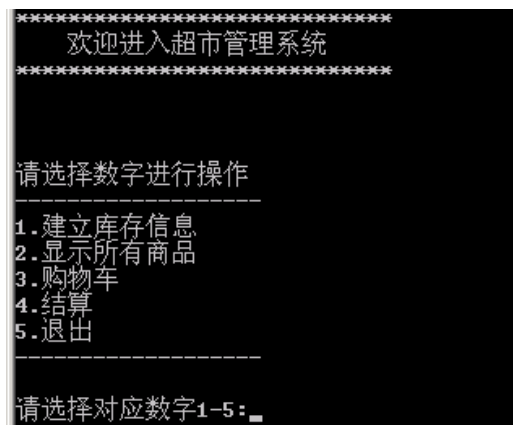 ******************************
欢迎进入超市管理系统
******************************
请选择数字进行操作
-------------------
1.建立库存信息
2.显示所有商品
3.购物车
4.结算
5.退出
-------------------
请选择对应数字1-5: